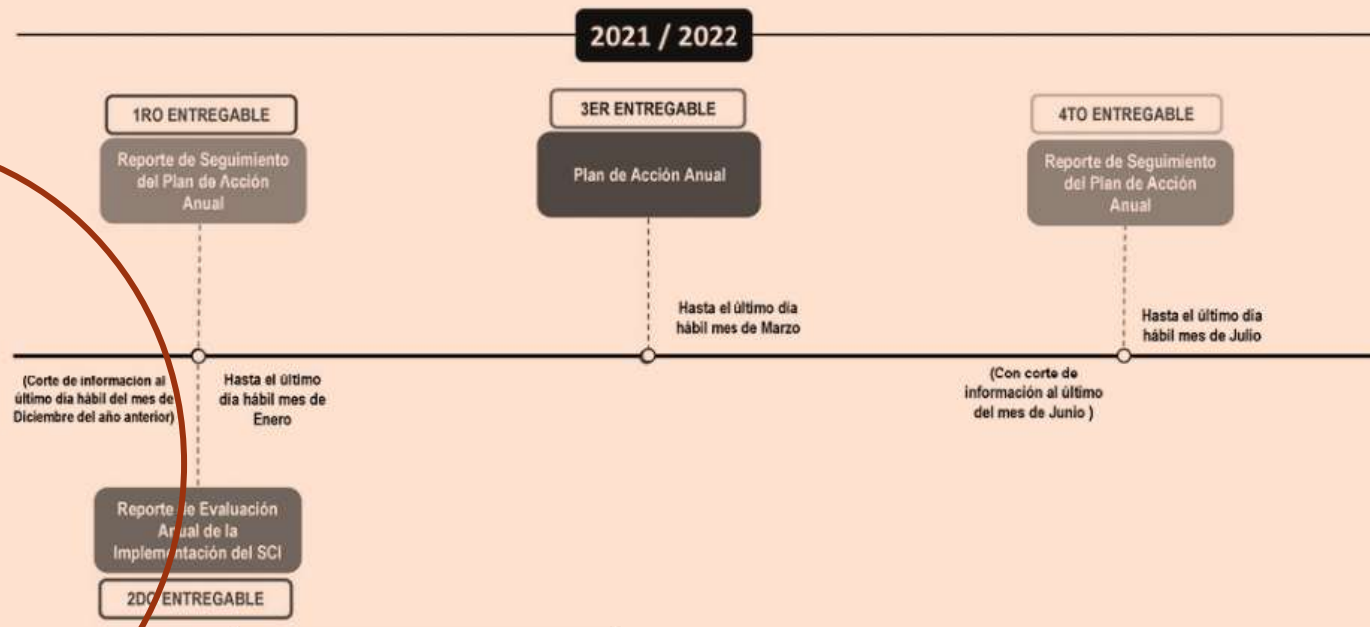 2021 / 2022
1RO ENTREGABLE
Reporte de Seguimiento
del Plan de Acción
Anual
3ER ENTREGABLE
Plan de Acción Anual
4TO ENTREGABLE
Reporte de Seguimiento
del Plan de Acción
Anual
Hasta el último día
hábil mes de Marzo
Hasta el último día
hábil mes de Julio
(Corte de información al
último día hábil del mes de
Diciembre del año anterior)
Hasta el último
día hábil mes de
Enero
(Con corte de
información al último
del mes de Junio )
Reporte de Evaluación
Anual de la
Implementación del SCI
2DO ENTREGABLE